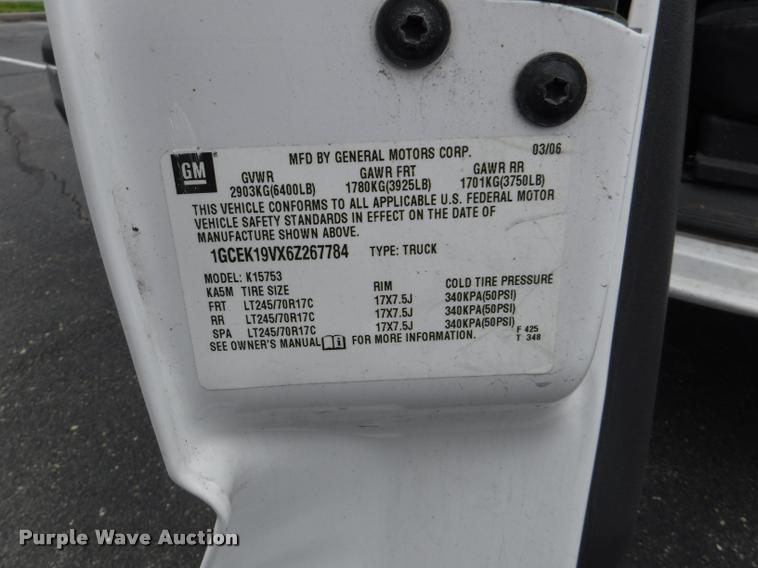 GM
MFD BY GENERAL MOTORS CORP. 03/06
GVWR GAWR FRT GAWR RR
2903KG(6400LB) 1780KG(3925LB) 1701KG(3750LB)
THIS VEHICLE CONFORMS TO ALL APPLICABLE U.S. FEDERAL MOTOR
VEHICLE SAFETY STANDARDS IN EFFECT ON THE DATE OF
MANUFACTURE SHOWN ABOVE.
1GCEK19VX6Z267784 TYPE: TRUCK
MODEL: K15753
KA5M TIRE SIZE RIM COLD TIRE PRESSURE
FRT LT245/70R17C 17X7.5J 340KPA(50PSI)
RR LT245/70R17C 17X7.5J 340KPA(50PSI)
SPA LT245/70R17C 17X7.5J 340KPA(50PSI)
SEE OWNER'S MANUAL FOR MORE INFORMATION.
F 425
T 348
Purple Wave Auction